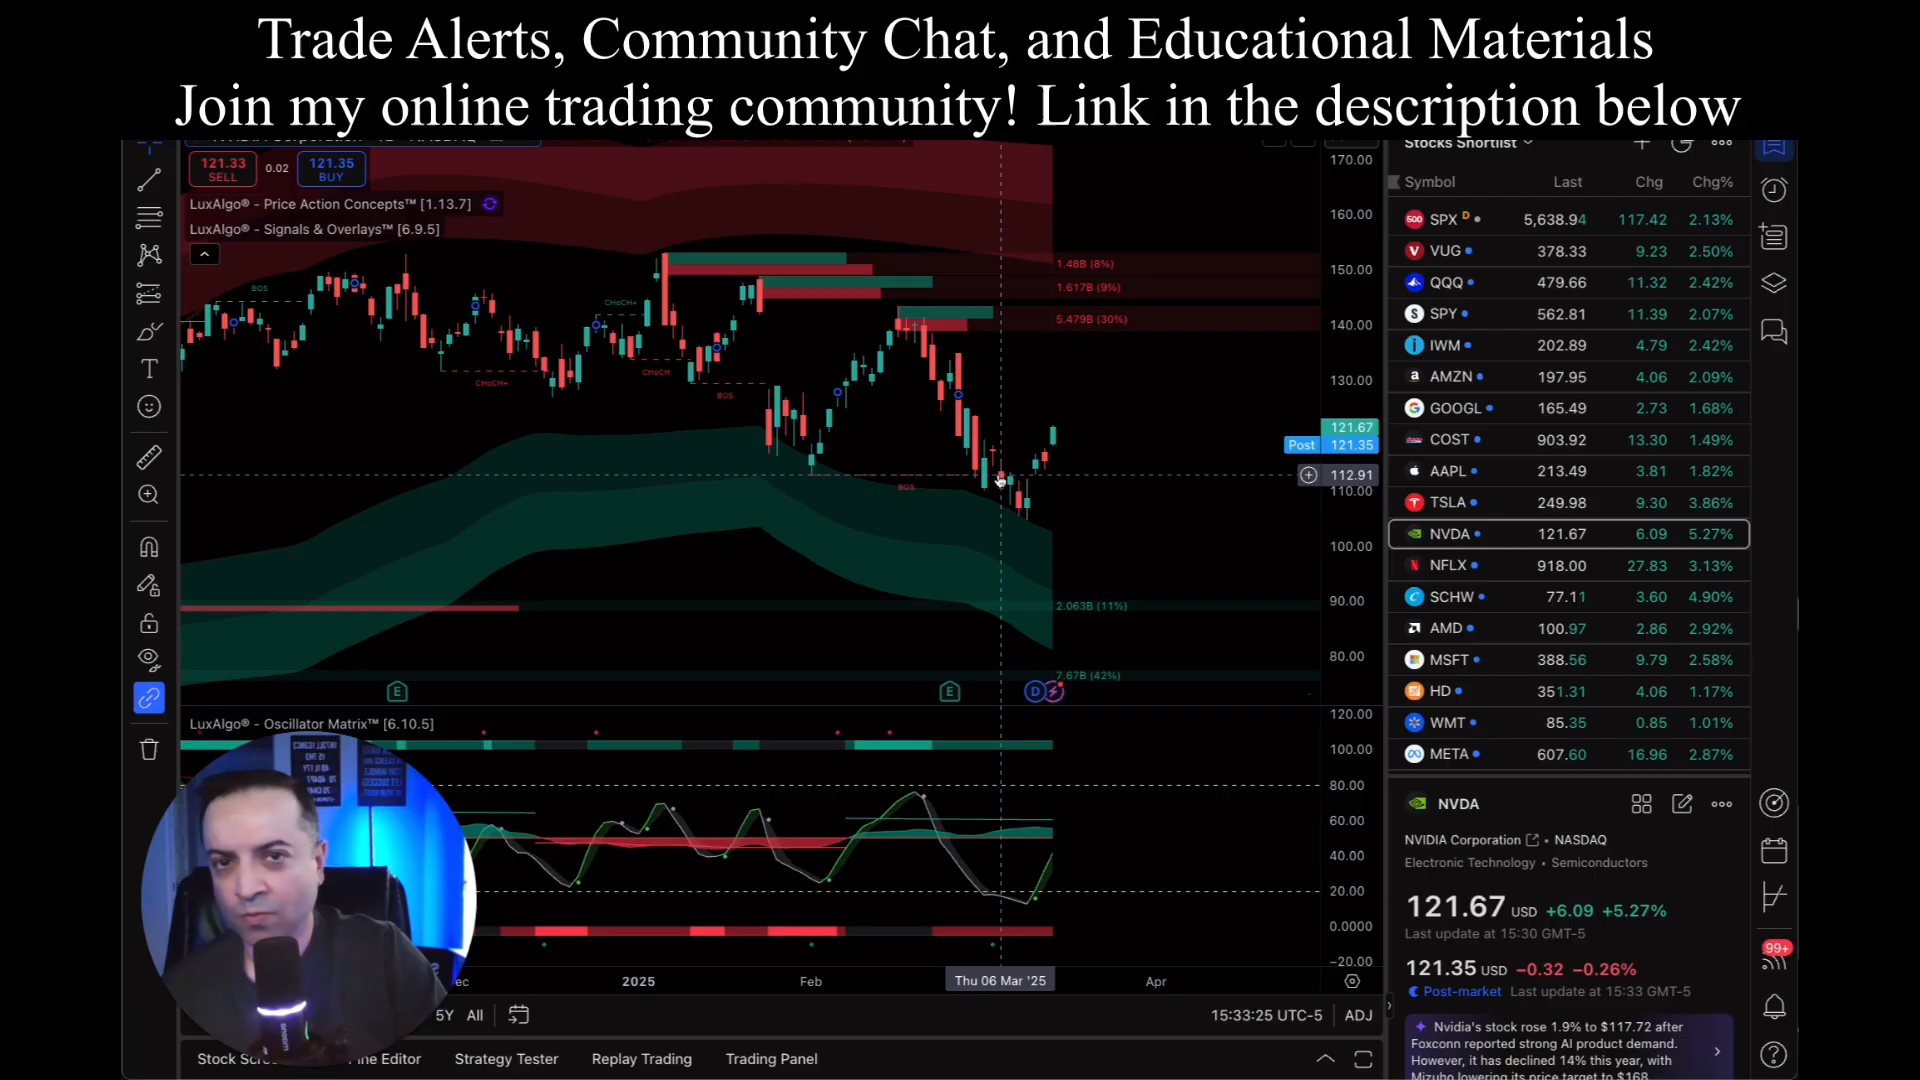 Trade Alerts, Community Chat, and Educational Materials
Join my online trading community! Link in the description below
Stocks Shortlist
170.00
121.33
SELL
0.02
121.35
BUY
LuxAlgo® - Price Action Concepts™ [1.13.7]
LuxAlgo® - Signals & Overlays™ [6.9.5]
Symbol Last Chg Chg%
500 SPX D 5,638.94 117.42 2.13%
VUG 378.33 9.23 2.50%
QQQ 479.66 11.32 2.42%
SPY 562.81 11.39 2.07%
IWM 202.89 4.79 2.42%
AMZN 197.95 4.06 2.09%
GOOGL 165.49 2.73 1.68%
COST 903.92 13.30 1.49%
AAPL 213.49 3.81 1.82%
TSLA 249.98 9.30 3.86%
NVDA 121.67 6.09 5.27%
NFLX 918.00 27.83 3.13%
SCHW 77.11 3.60 4.90%
AMD 100.97 2.86 2.92%
MSFT 388.56 9.79 2.58%
HD 351.31 4.06 1.17%
WMT 85.35 0.85 1.01%
META 607.60 16.96 2.87%
160.00
150.00
140.00
130.00
121.67
Post 121.35
112.91
110.00
100.00
90.00
80.00
1.48B (8%)
1.617B (9%)
5.479B (30%)
2.063B (11%)
7.67B (42%)
BOS
CHoCH+
CHoCH+
CHoCH
BOS
BOS
E
E
D
LuxAlgo® - Oscillator Matrix™ [6.10.5]
120.00
100.00
80.00
60.00
40.00
20.00
0.0000
−20.00
2025
Feb
Thu 06 Mar '25
Apr
5Y All
15:33:25 UTC-5
ADJ
Editor
Strategy Tester
Replay Trading
Trading Panel
NVDA
NVIDIA Corporation • NASDAQ
Electronic Technology • Semiconductors
121.67 USD +6.09 +5.27%
Last update at 15:30 GMT-5
121.35 USD −0.32 −0.26%
Post-market Last update at 15:33 GMT-5
Nvidia's stock rose 1.9% to $117.72 after
Foxconn reported strong AI product demand.
However, it has declined 14% this year, with
Mizuho lowering its price target to $168.
99+